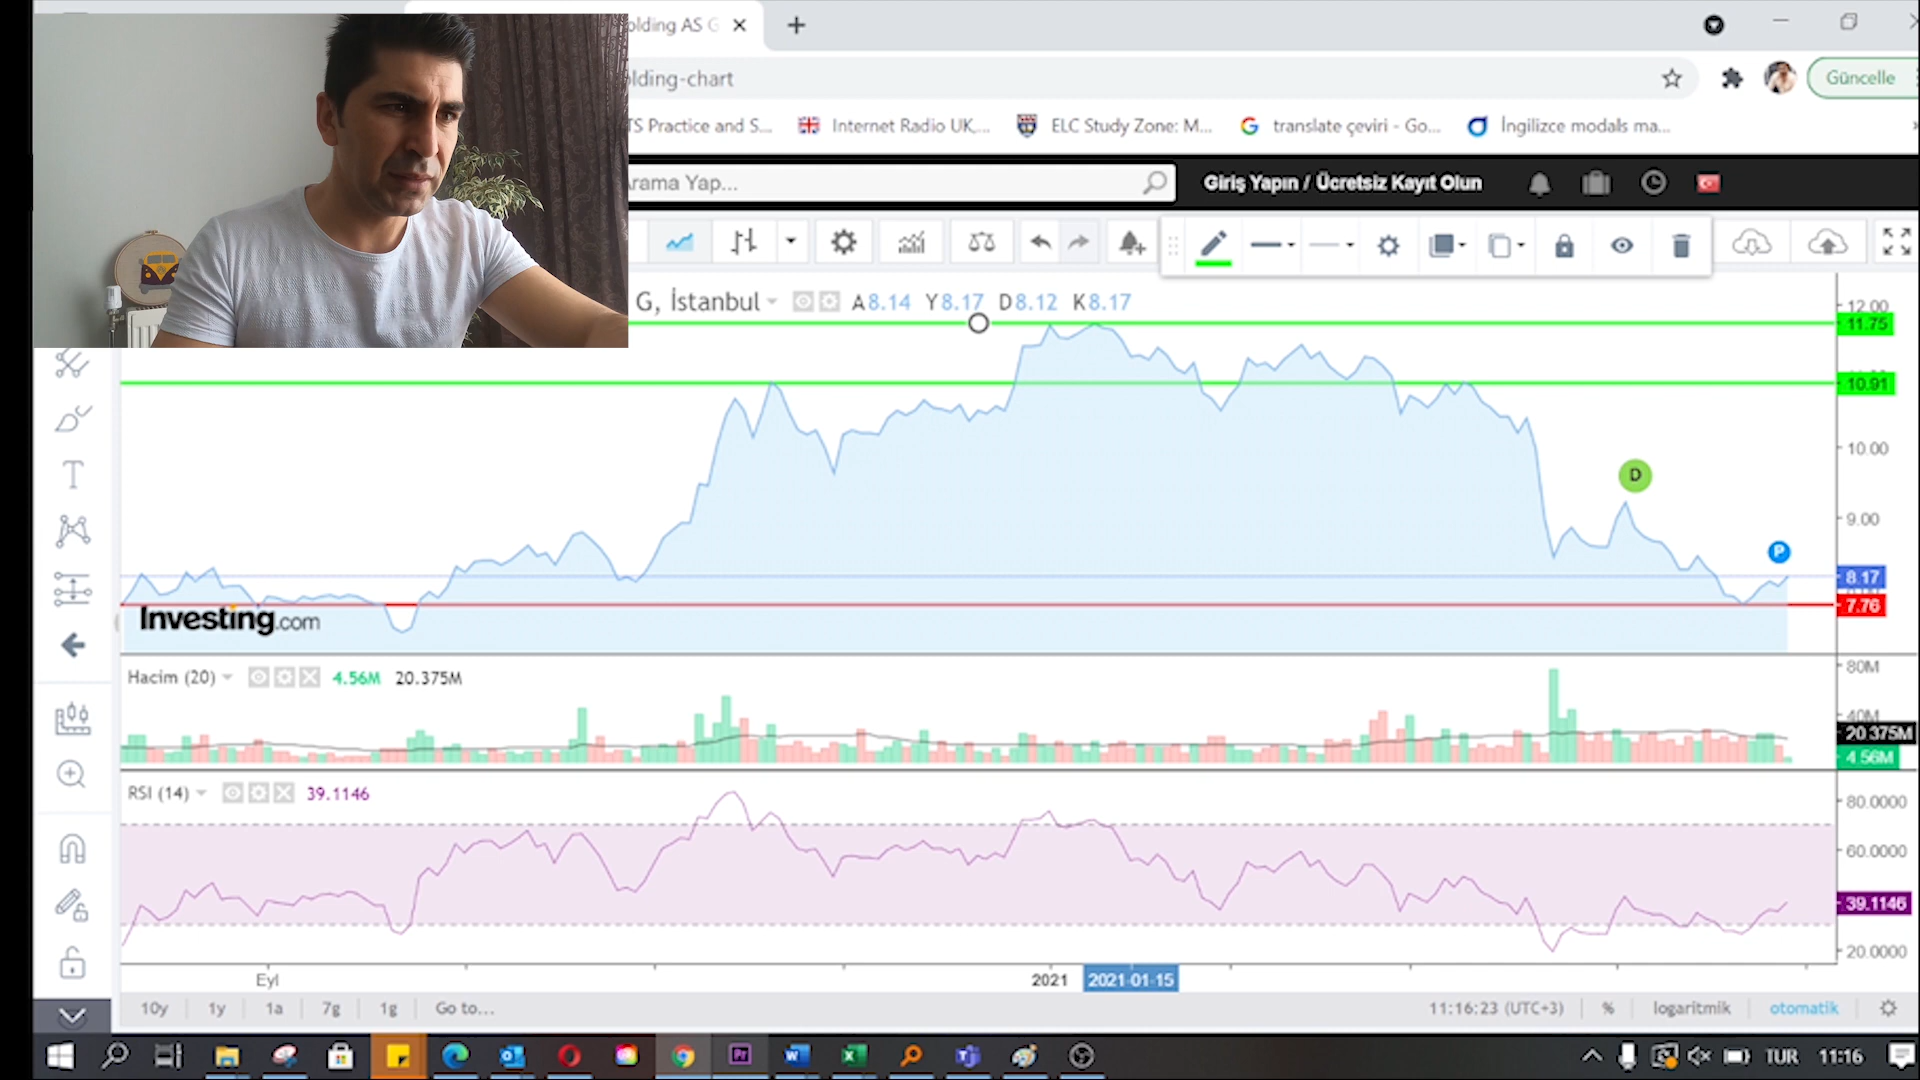 olding AS G
olding-chart
Güncelle
TS Practice and S...
Internet Radio UK,...
ELC Study Zone: M...
translate çeviri - Go...
İngilizce modals ma...
rama Yap...
Giriş Yapın / Ücretsiz Kayıt Olun
G, İstanbul
A8.14 Y8.17 D8.12 K8.17
12.00
11.75
10.91
10.00
D
9.00
P
8.17
7.76
Investing.com
Hacim (20) 4.56M 20.375M
80M
40M
20.375M
4.56M
RSI (14) 39.1146
80.0000
60.0000
39.1146
20.0000
Eyl
2021
2021-01-15
10y 1y 1a 7g 1g Go to...
11:16:23 (UTC+3) % logaritmik otomatik
TUR 11:16